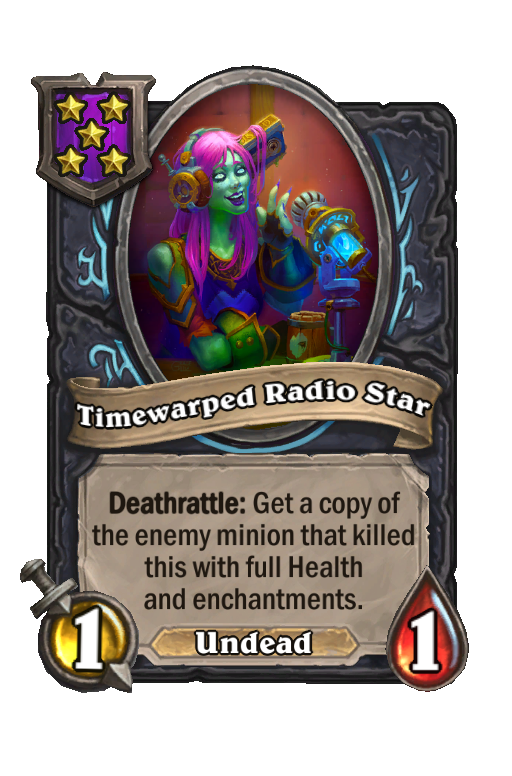 Timewarped Radio Star
Deathrattle: Get a copy of
the enemy minion that killed
this with full Health
and enchantments.
1
Undead
1